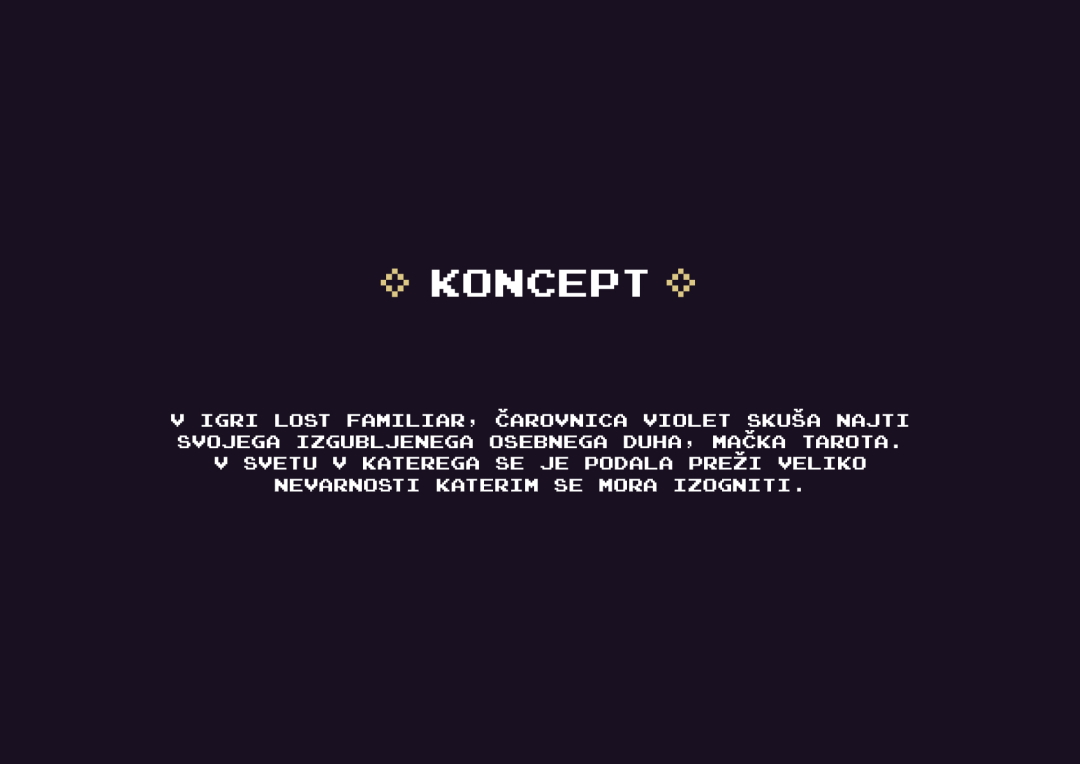 KONCEPT
V IGRI LOST FAMILIAR, ČAROVNICA VIOLET SKUŠA NAJTI
SVOJEGA IZGUBLJENEGA OSEBNEGA DUHA, MAČKA TAROTA.
V SVETU V KATEREGA SE JE PODALA PREŽI VELIKO
NEVARNOSTI KATERIM SE MORA IZOGNITI.